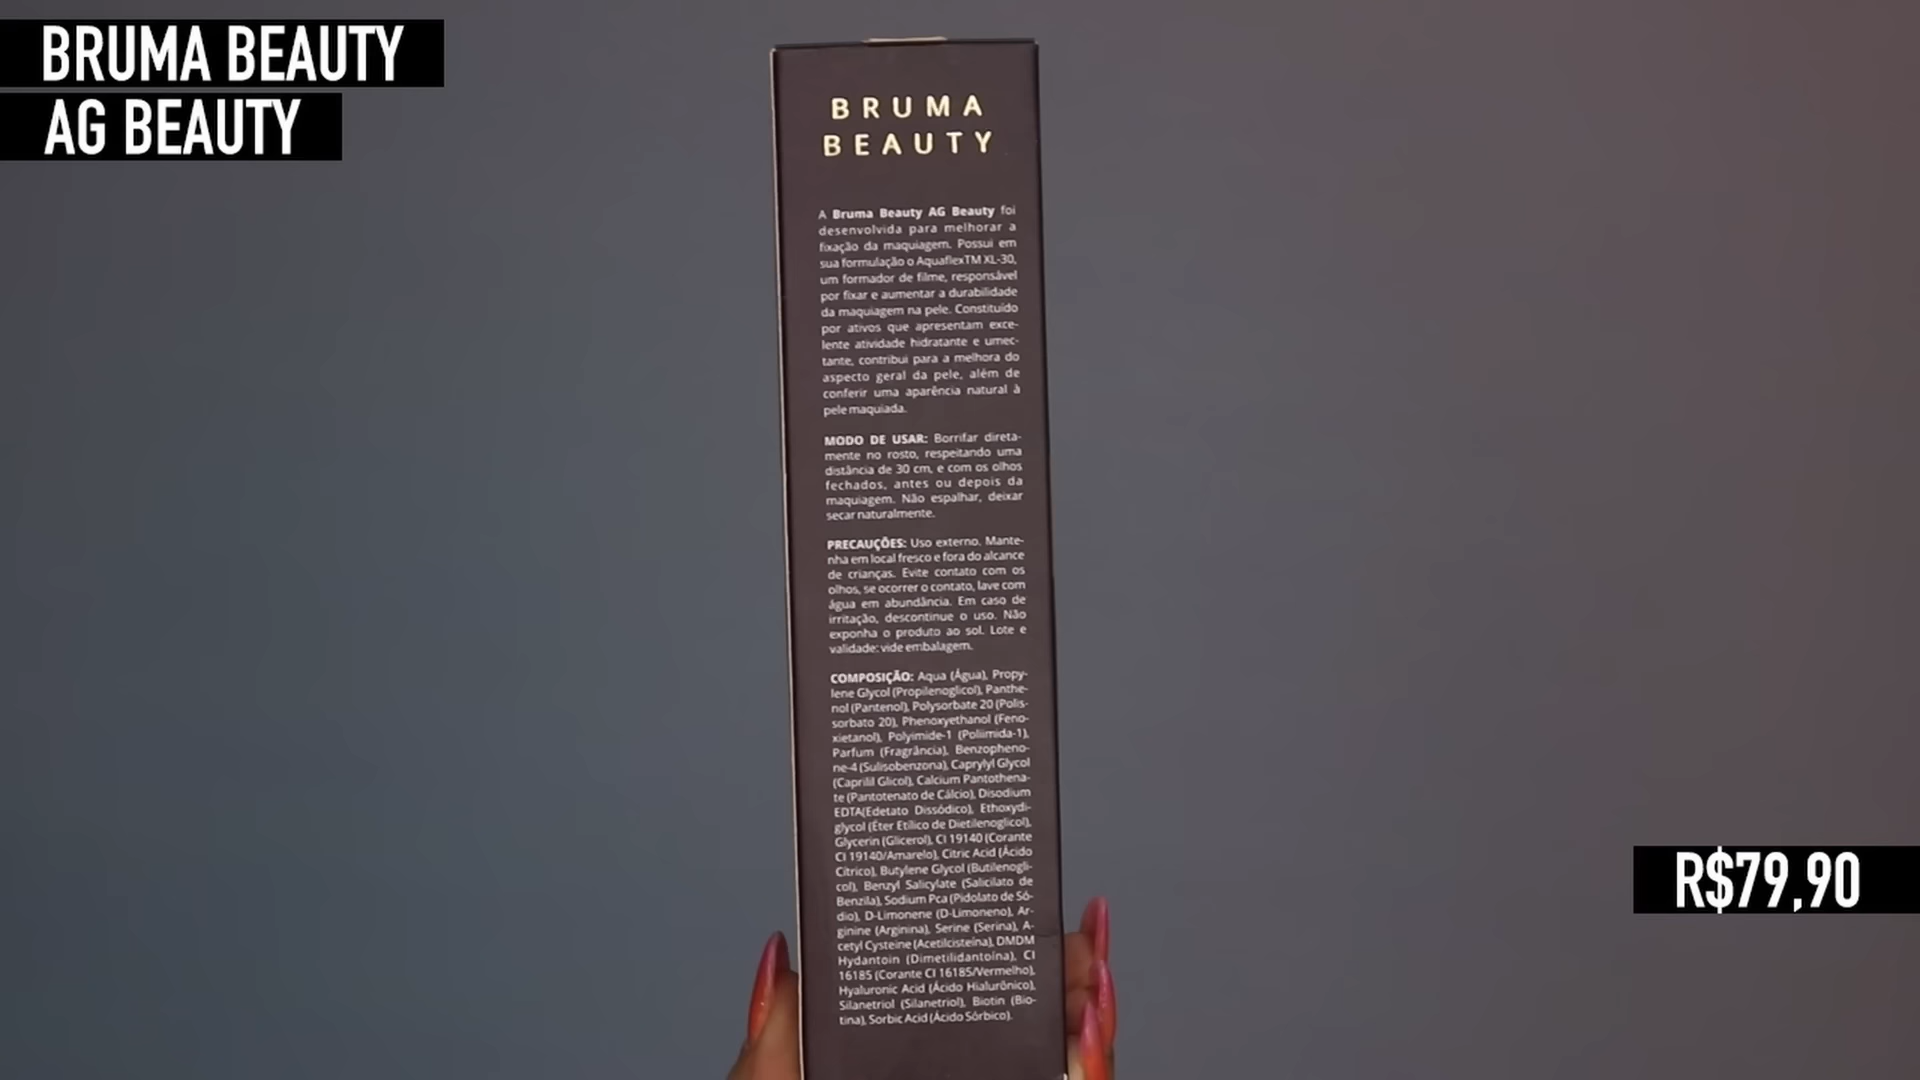 BRUMA BEAUTY
AG BEAUTY
BRUMA
BEAUTY
A Bruma Beauty AG Beauty foi
desenvolvida para melhorar a
fixação da maquiagem. Possui em
sua formulação o AquaflexTM XL-30,
um formador de filme, responsável
por fixar e aumentar a durabilidade
da maquiagem na pele. Constituído
por ativos que apresentam exce-
lente atividade hidratante e umec-
tante, contribui para a melhora do
aspecto geral da pele, além de
conferir uma aparência natural à
pele maquiada.
MODO DE USAR: Borrifar direta-
mente no rosto, respeitando uma
distância de 30 cm, e com os olhos
fechados, antes ou depois da
maquiagem. Não espalhar, deixar
secar naturalmente.
PRECAUÇÕES: Uso externo. Mante-
nha em local fresco e fora do alcance
de crianças. Evite contato com os
olhos, se ocorrer o contato, lave com
água em abundância. Em caso de
irritação, descontinue o uso. Não
exponha o produto ao sol. Lote e
validade: vide embalagem.
COMPOSIÇÃO: Aqua (Água), Propy-
lene Glycol (Propilenoglicol), Panthe-
nol (Pantenol), Polysorbate 20 (Polis-
sorbato 20), Phenoxyethanol (Feno-
xietanol), Polyimide-1 (Poliimida-1),
Parfum (Fragrância), Benzopheno-
ne-4 (Sulisobenzona), Caprylyl Glycol
(Caprilil Glicol), Calcium Pantothena-
te (Pantotenato de Cálcio), Disodium
EDTA(Edetato Dissódico), Ethoxydi-
glycol (Éter Etílico de Dietilenoglicol),
Glycerin (Glicerol), CI 19140 (Corante
CI 19140/Amarelo), Citric Acid (Ácido
Cítrico), Butylene Glycol (Butilenogli-
col), Benzyl Salicylate (Salicilato de
Benzila), Sodium Pca (Pidolato de Só-
dio), D-Limonene (D-Limoneno), Ar-
ginine (Arginina), Serine (Serina), A-
cetyl Cysteine (Acetilcisteína), DMDM
Hydantoin (Dimetilidantoína), CI
16185 (Corante CI 16185/Vermelho),
Hyaluronic Acid (Ácido Hialurônico),
Silanetriol (Silanetriol), Biotin (Bio-
tina), Sorbic Acid (Ácido Sórbico).
R$79,90